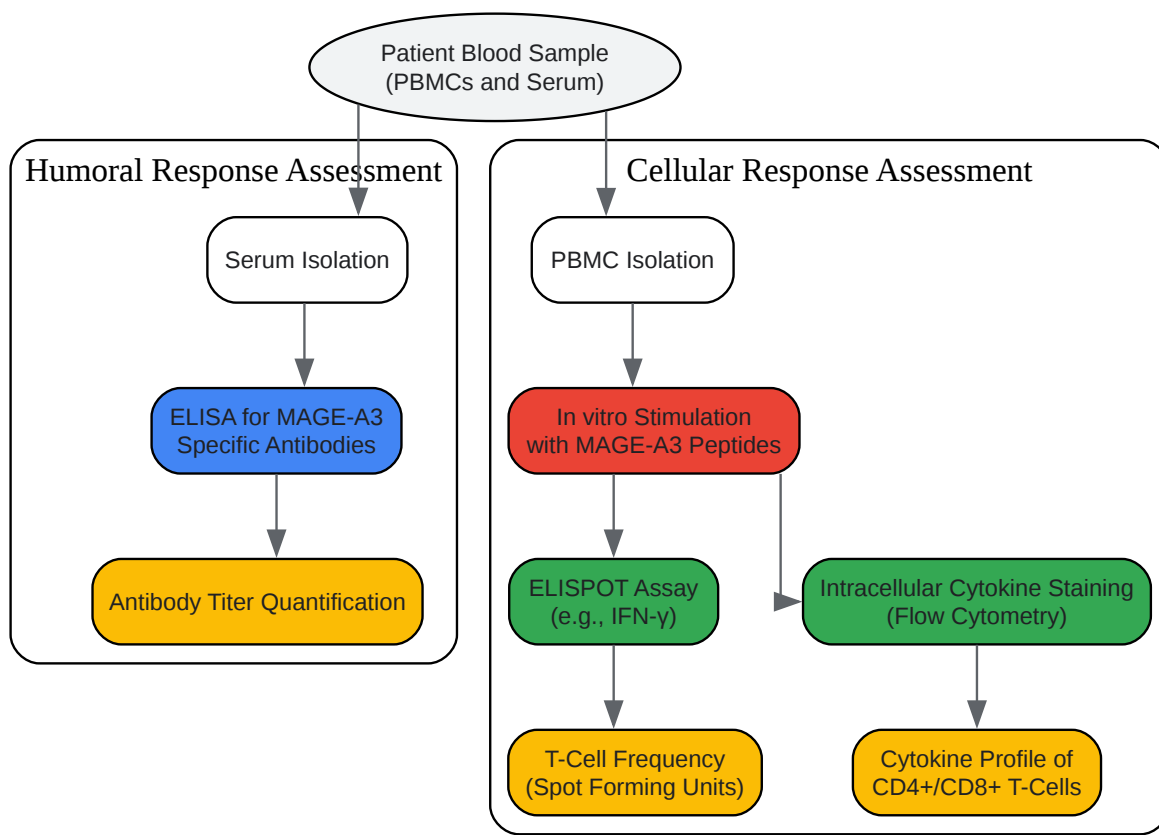 Patient Blood Sample
(PBMCs and Serum)
Humoral Response Assessment
Serum Isolation
ELISA for MAGE-A3
Specific Antibodies
Antibody Titer Quantification
Cellular Response Assessment
PBMC Isolation
In vitro Stimulation
with MAGE-A3 Peptides
ELISPOT Assay
(e.g., IFN-γ)
Intracellular Cytokine Staining
(Flow Cytometry)
T-Cell Frequency
(Spot Forming Units)
Cytokine Profile of
CD4+/CD8+ T-Cells